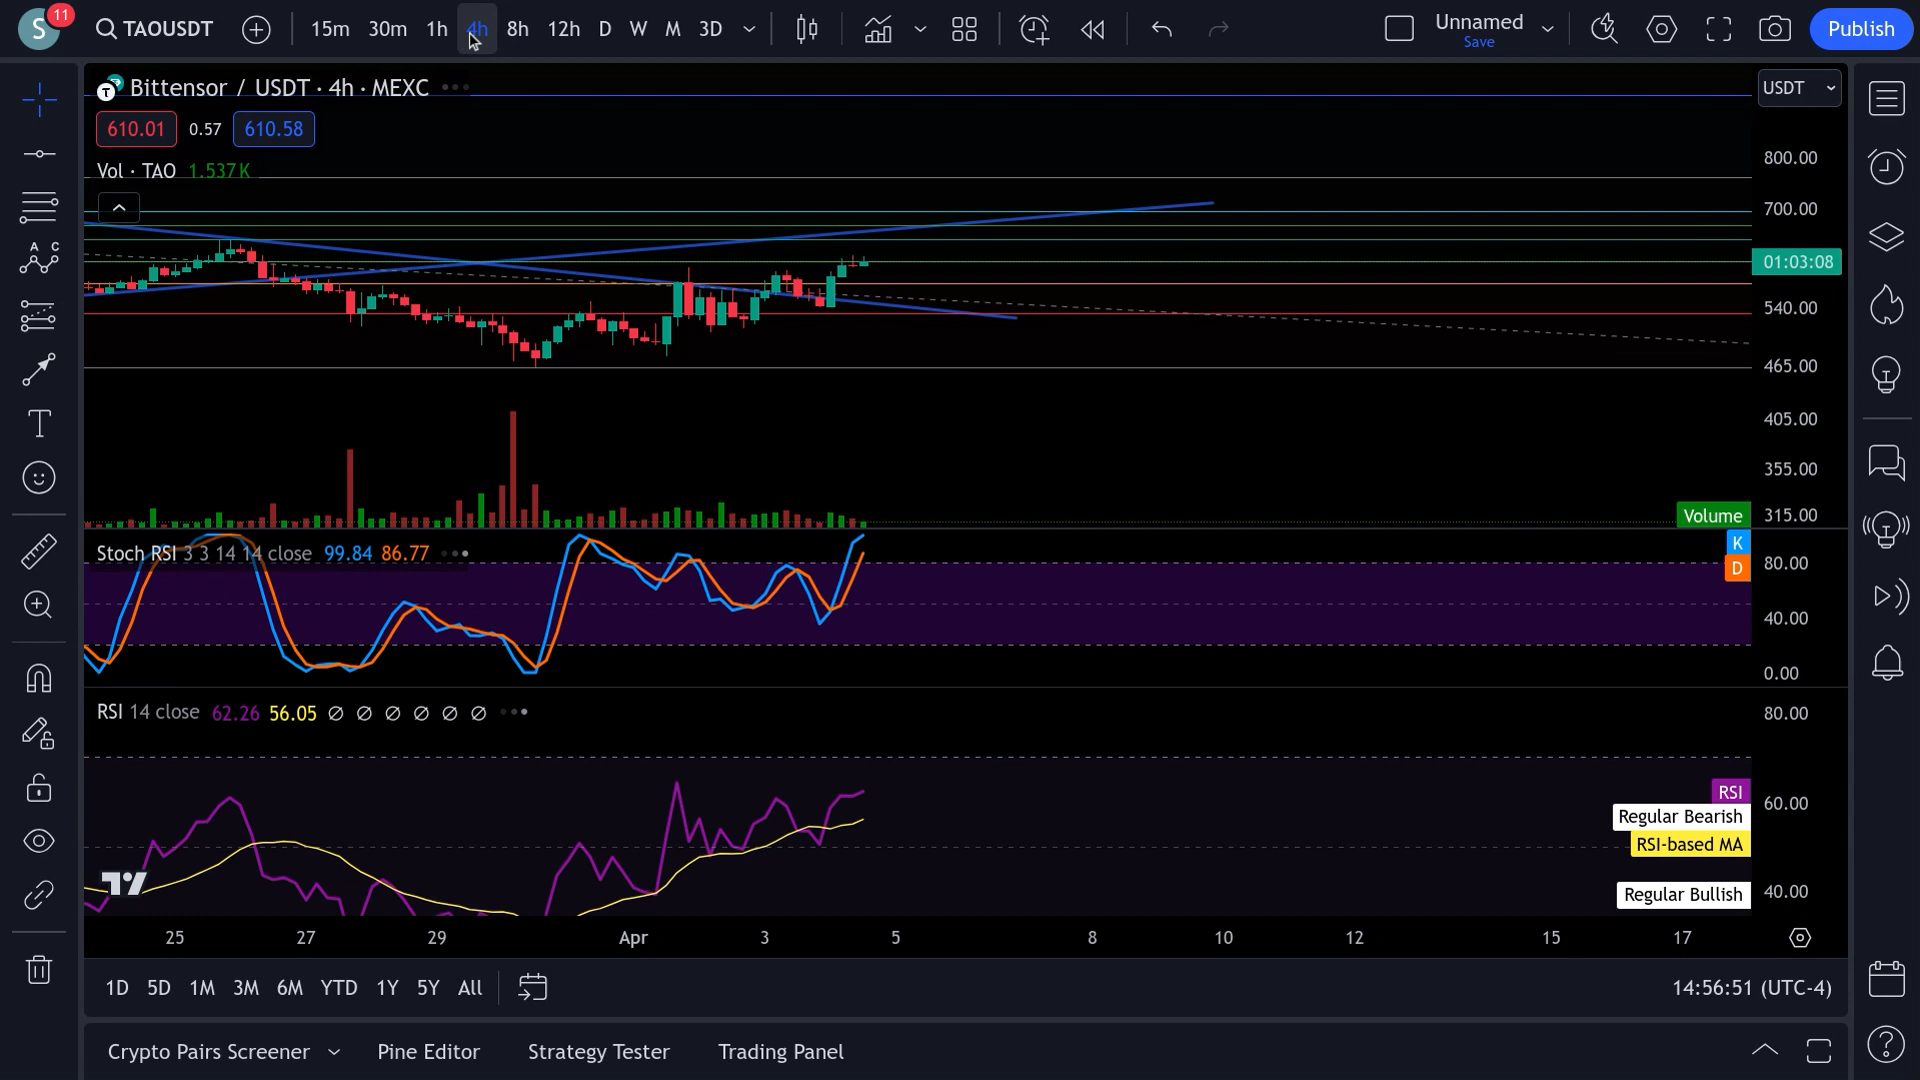 S 11 TAOUSDT 15m 30m 1h 4h 8h 12h D W M 3D Unnamed Save Publish
Bittensor / USDT · 4h · MEXC USDT
610.01 0.57 610.58
800.00
Vol · TAO 1.537K
700.00
01:03:08
540.00
465.00
405.00
355.00
Volume 315.00
Stoch RSI 3 3 14 14 close 99.84 86.77 K
D 80.00
40.00
0.00
RSI 14 close 62.26 56.05 ∅ ∅ ∅ ∅ ∅ ∅ 80.00
RSI 60.00
Regular Bearish
RSI-based MA
Regular Bullish 40.00
25 27 29 Apr 3 5 8 10 12 15 17
1D 5D 1M 3M 6M YTD 1Y 5Y All 14:56:51 (UTC-4)
Crypto Pairs Screener Pine Editor Strategy Tester Trading Panel